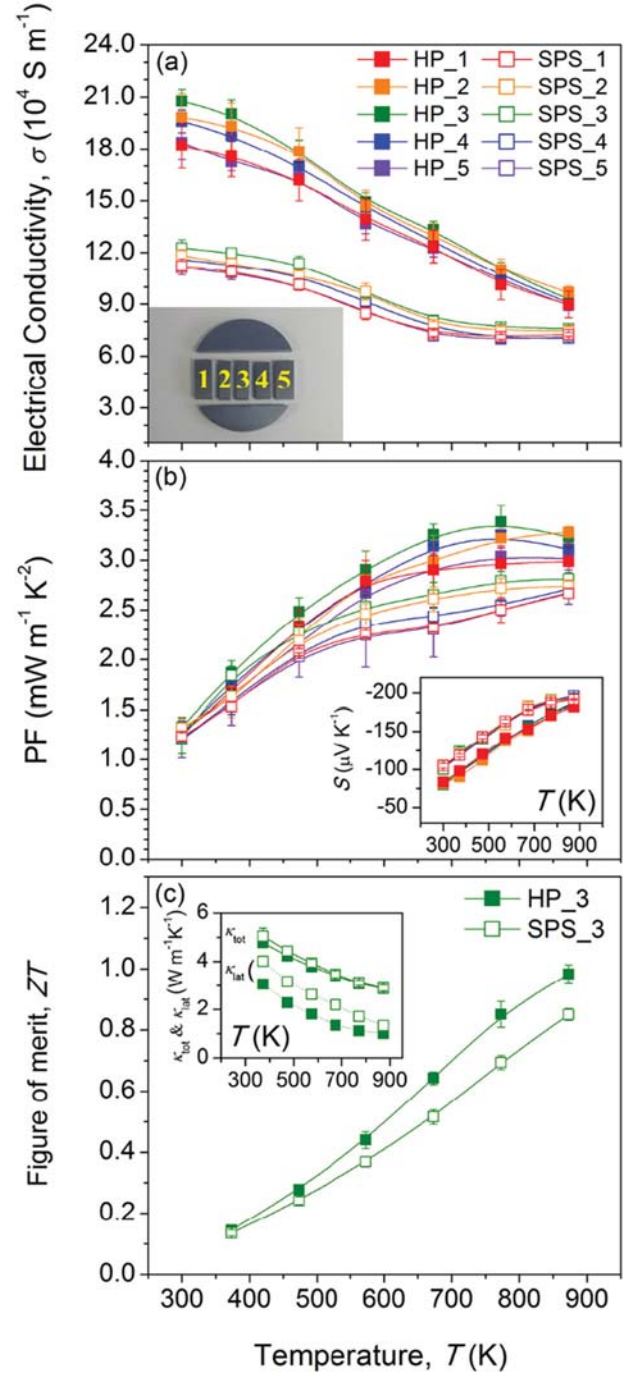 (a)
Electrical Conductivity, σ (10⁴ S m⁻¹)
24.0
21.0
18.0
15.0
12.0
9.0
6.0
3.0
HP_1 SPS_1
HP_2 SPS_2
HP_3 SPS_3
HP_4 SPS_4
HP_5 SPS_5
1 2 3 4 5
(b)
PF (mW m⁻¹ K⁻²)
4.0
3.5
3.0
2.5
2.0
1.5
1.0
0.5
0.0
S (μV K⁻¹)
-200
-150
-100
-50
T (K)
300 500 700 900
(c)
Figure of merit, ZT
1.2
1.0
0.8
0.6
0.4
0.2
0.0
HP_3
SPS_3
κtot & κlat (W m⁻¹K⁻¹)
6
4
2
0
κtot
κlat
T (K)
300 500 700 900
300 400 500 600 700 800 900
Temperature, T (K)